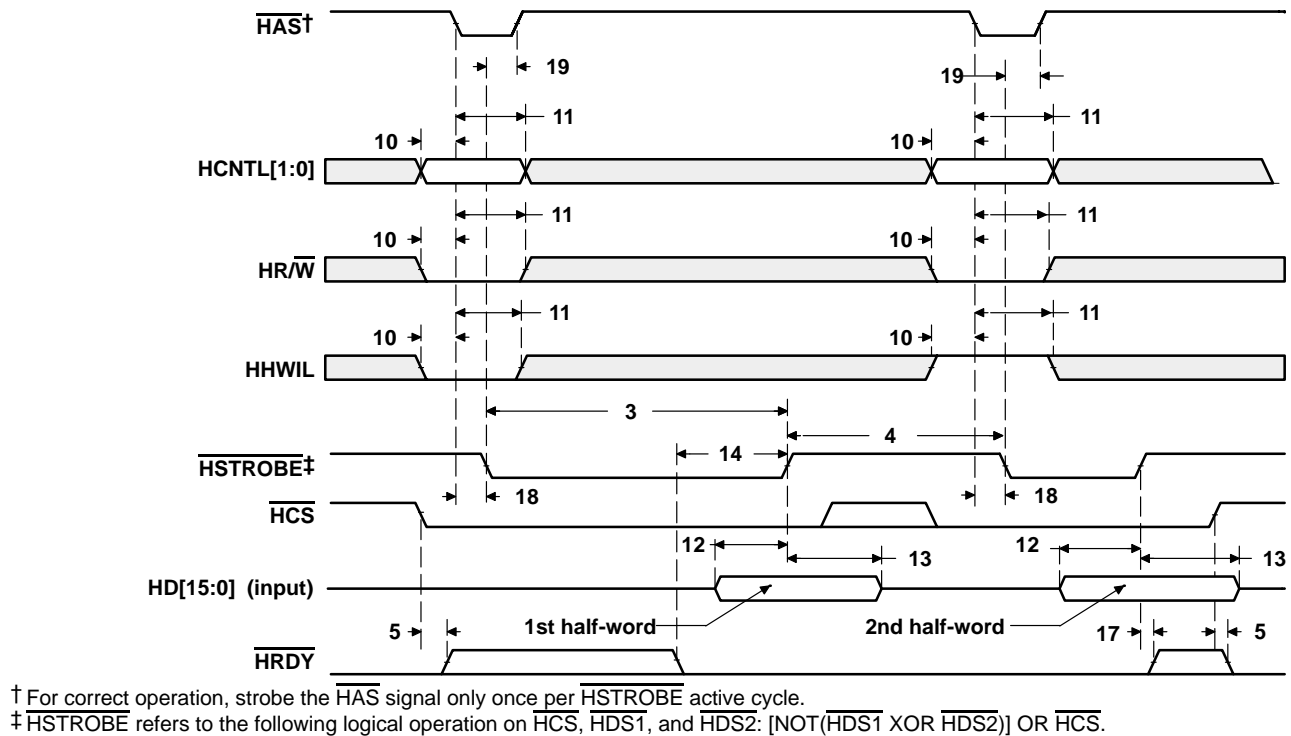 HAS†
19
19
11
11
10
10
HCNTL[1:0]
11
11
10
10
HR/W
11
11
10
10
HHWIL
3
4
14
HSTROBE‡
18
18
HCS
12
13
12
13
HD[15:0] (input)
1st half-word
2nd half-word
5
17
5
HRDY
† For correct operation, strobe the HAS signal only once per HSTROBE active cycle.
‡ HSTROBE refers to the following logical operation on HCS, HDS1, and HDS2: [NOT(HDS1 XOR HDS2)] OR HCS.